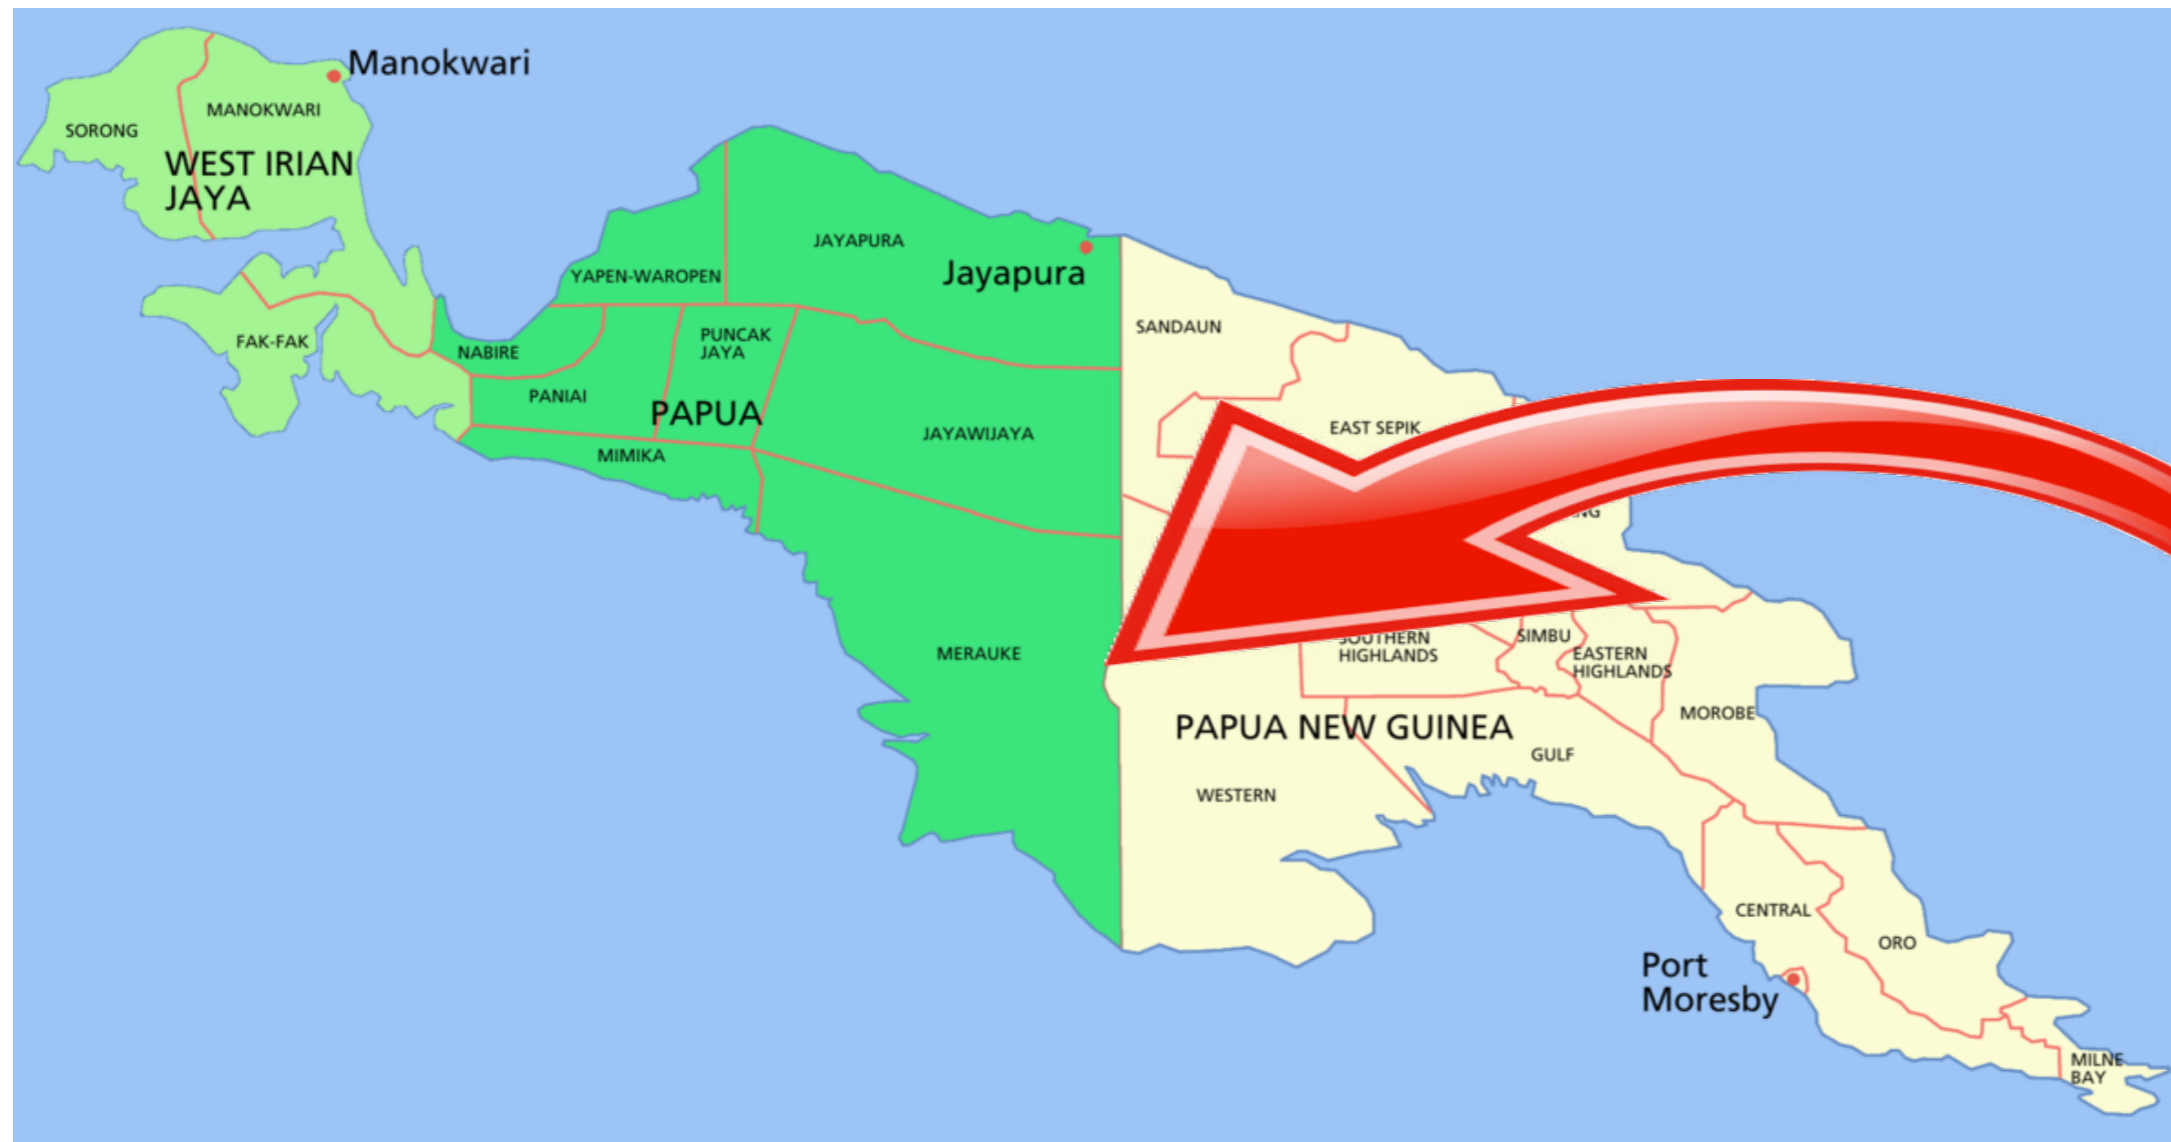 Manokwari
MANOKWARI
SORONG
WEST IRIAN
JAYA
JAYAPURA
Jayapura
YAPEN-WAROPEN
SANDAUN
FAK-FAK
NABIRE
PUNCAK
JAYA
PANIAI
PAPUA
EAST SEPIK
JAYAWIJAYA
MIMIKA
NG
MERAUKE
SOUTHERN
HIGHLANDS
SIMBU
EASTERN
HIGHLANDS
MOROBE
PAPUA NEW GUINEA
GULF
WESTERN
CENTRAL
ORO
Port
Moresby
MILNE
BAY